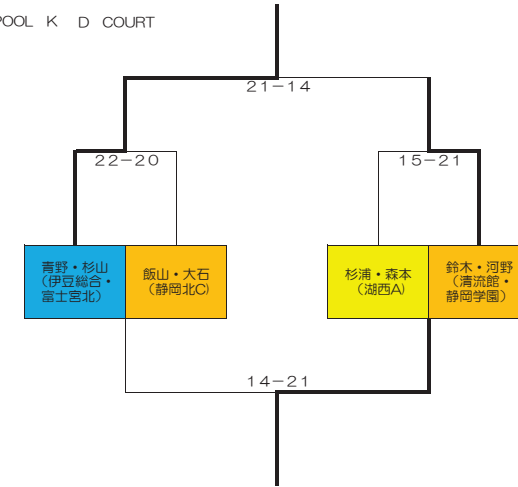 POOL K D COURT
21-14
22-20
15-21
青野・杉山
(伊豆総合・
富士宮北)
飯山・大石
(静岡北C)
杉浦・森本
(湖西A)
鈴木・河野
(清流館・
静岡学園)
14-21